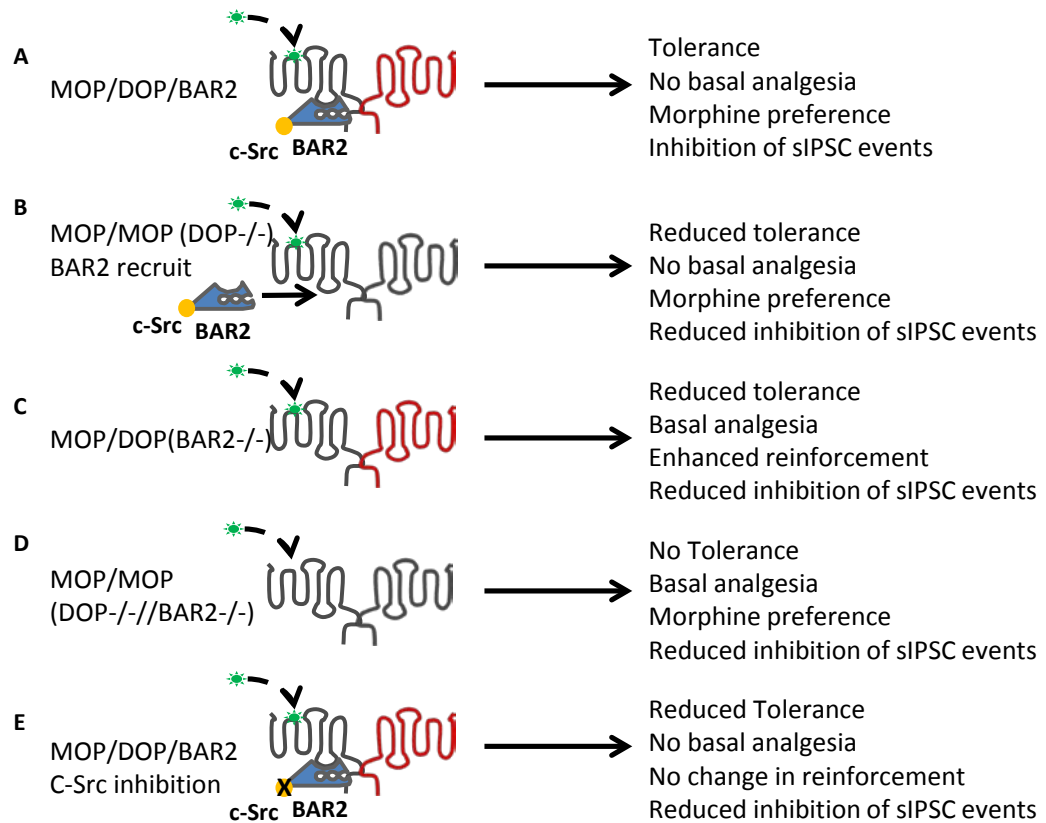 A
MOP/DOP/BAR2
c-Src
BAR2
Tolerance
No basal analgesia
Morphine preference
Inhibition of sIPSC events
B
MOP/MOP (DOP-/-)
BAR2 recruit
c-Src
BAR2
Reduced tolerance
No basal analgesia
Morphine preference
Reduced inhibition of sIPSC events
C
MOP/DOP(BAR2-/-)
Reduced tolerance
Basal analgesia
Enhanced reinforcement
Reduced inhibition of sIPSC events
D
MOP/MOP
(DOP-/-//BAR2-/-)
No Tolerance
Basal analgesia
Morphine preference
Reduced inhibition of sIPSC events
E
MOP/DOP/BAR2
C-Src inhibition
X
c-Src
BAR2
Reduced Tolerance
No basal analgesia
No change in reinforcement
Reduced inhibition of sIPSC events